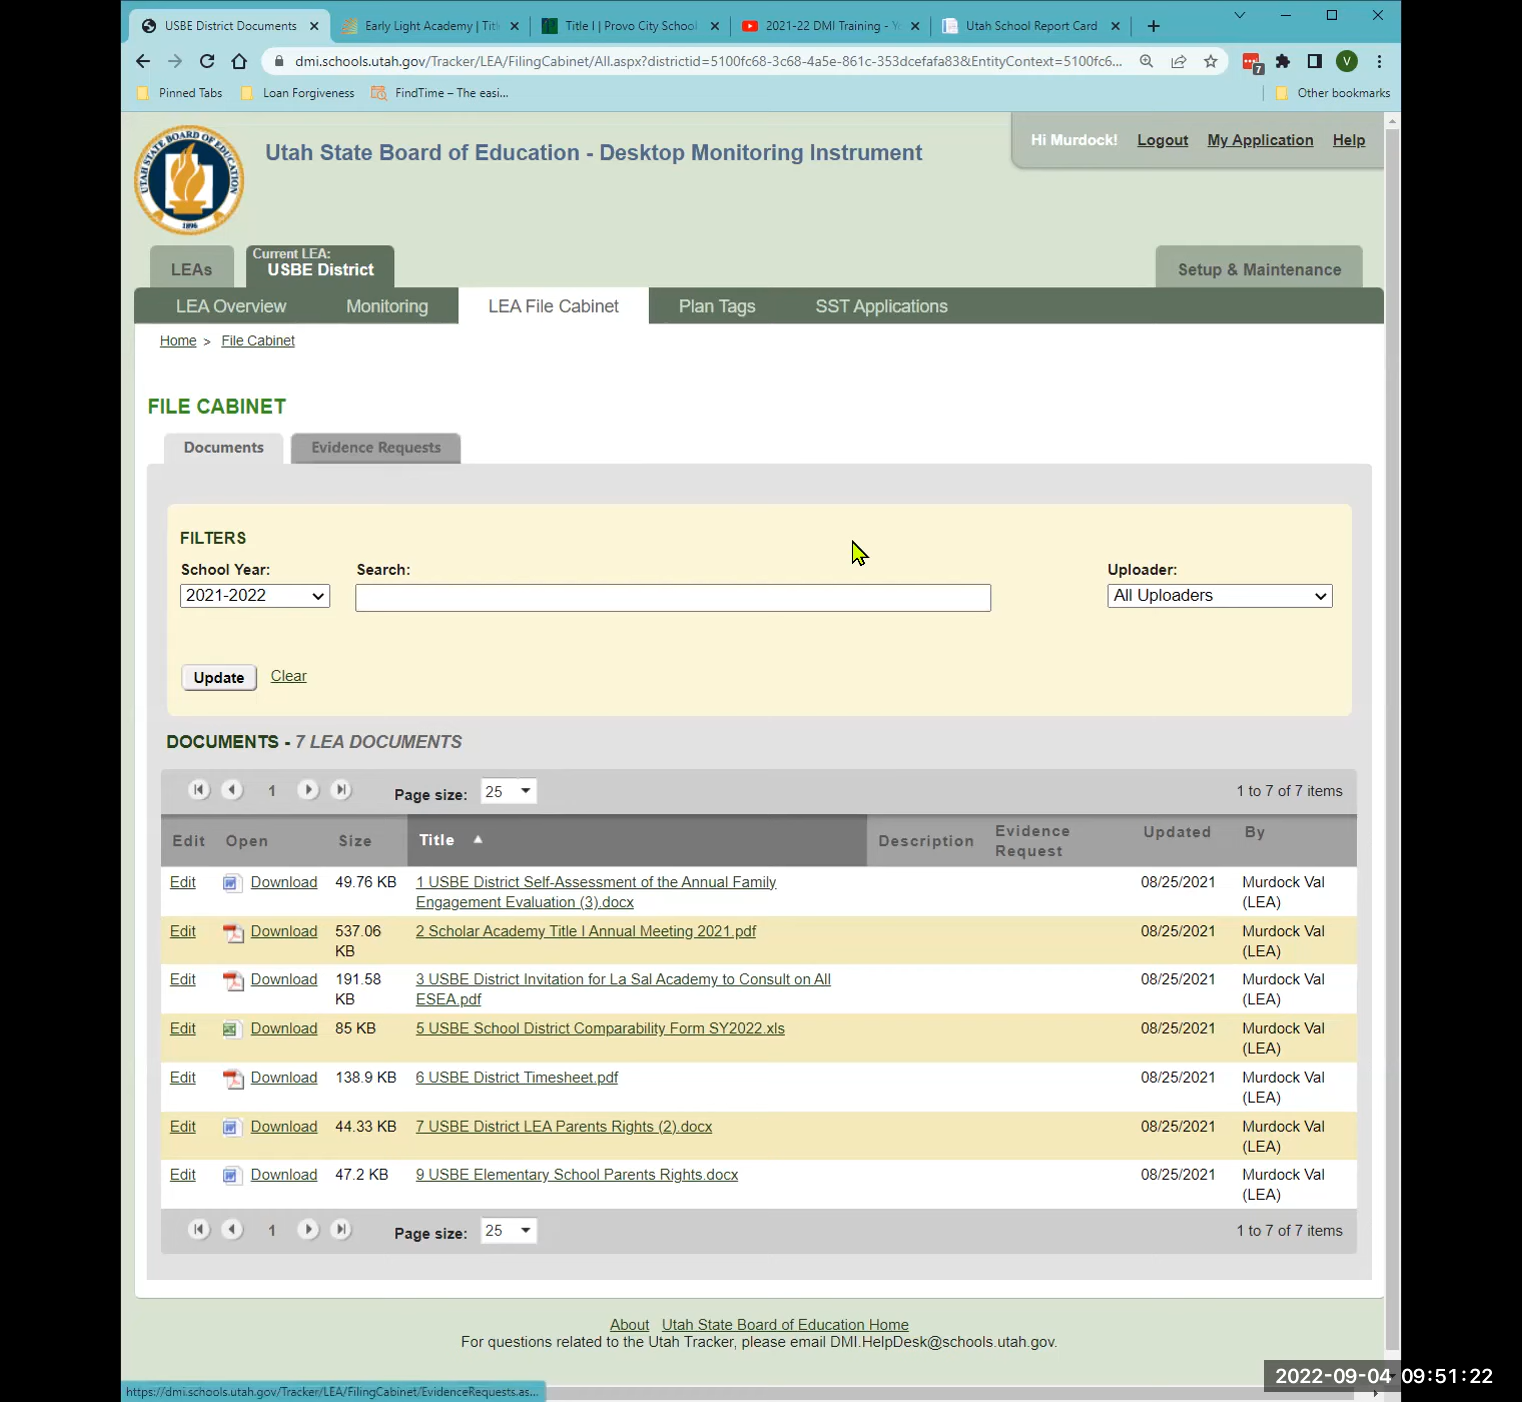 USBE District Documents
Early Light Academy | Titl
Title I | Provo City School
2021-22 DMI Training - Y
Utah School Report Card
dmi.schools.utah.gov/Tracker/LEA/FilingCabinet/All.aspx?districtid=5100fc68-3c68-4a5e-861c-353dcefafa83&EntityContext=5100fc6...
7
V
Pinned Tabs
Loan Forgiveness
FindTime – The easi...
Other bookmarks
UTAH STATE BOARD OF EDUCATION
1896
Utah State Board of Education - Desktop Monitoring Instrument
Hi Murdock! Logout My Application Help
LEAs
Current LEA:
USBE District
Setup & Maintenance
LEA Overview Monitoring LEA File Cabinet Plan Tags SST Applications
Home > File Cabinet
FILE CABINET
Documents Evidence Requests
FILTERS
School Year: Search: Uploader:
2021-2022 All Uploaders
Update Clear
DOCUMENTS - 7 LEA DOCUMENTS
1 Page size: 25 1 to 7 of 7 items
Edit Open Size Title Description Evidence Request Updated By
Edit Download 49.76 KB 1 USBE District Self-Assessment of the Annual Family 08/25/2021 Murdock Val
Engagement Evaluation (3).docx (LEA)
Edit Download 537.06 2 Scholar Academy Title I Annual Meeting 2021.pdf 08/25/2021 Murdock Val
KB (LEA)
Edit Download 191.58 3 USBE District Invitation for La Sal Academy to Consult on All 08/25/2021 Murdock Val
KB ESEA.pdf (LEA)
Edit Download 85 KB 5 USBE School District Comparability Form SY2022.xls 08/25/2021 Murdock Val
(LEA)
Edit Download 138.9 KB 6 USBE District Timesheet.pdf 08/25/2021 Murdock Val
(LEA)
Edit Download 44.33 KB 7 USBE District LEA Parents Rights (2).docx 08/25/2021 Murdock Val
(LEA)
Edit Download 47.2 KB 9 USBE Elementary School Parents Rights.docx 08/25/2021 Murdock Val
(LEA)
1 Page size: 25 1 to 7 of 7 items
About Utah State Board of Education Home
For questions related to the Utah Tracker, please email DMI.HelpDesk@schools.utah.gov.
https://dmi.schools.utah.gov/Tracker/LEA/FilingCabinet/EvidenceRequests.as...
2022-09-04 09:51:22